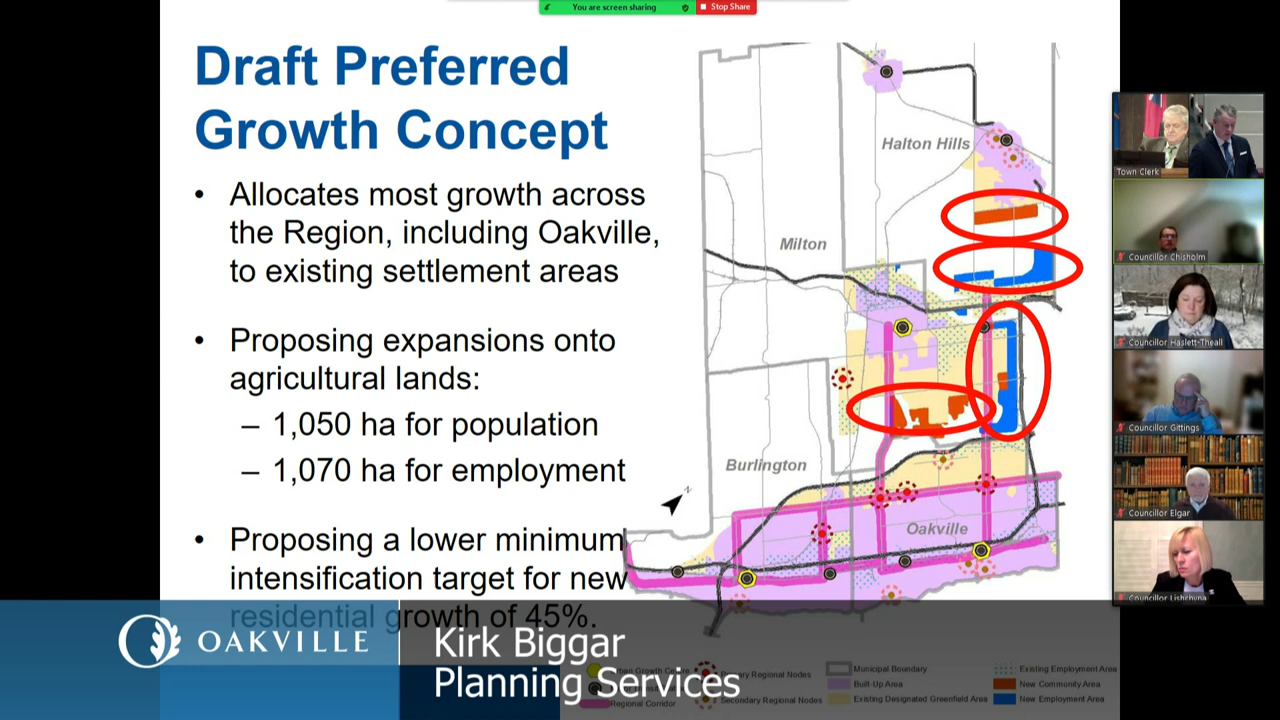 You are screen sharing
Stop Share
Draft Preferred
Growth Concept
• Allocates most growth across
the Region, including Oakville,
to existing settlement areas
• Proposing expansions onto
agricultural lands:
– 1,050 ha for population
– 1,070 ha for employment
• Proposing a lower minimum
intensification target for new
residential growth of 45%.
Halton Hills
Milton
Burlington
Oakville
N
Town Clerk
Councillor Chisholm
Councillor Haslett-Theall
Councillor Gittings
Councillor Elgar
Councillor Lishchyna
OAKVILLE
Kirk Biggar
Planning Services
Regional Nodes
Secondary Regional Nodes
Regional Corridor
Municipal Boundary
Built-Up Area
Existing Designated Greenfield Area
Existing Employment Area
New Community Area
New Employment Area